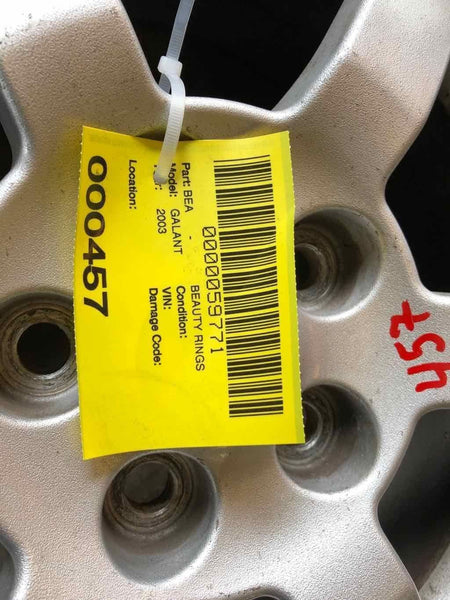 0000059771
Part: BEA - BEAUTY RINGS
Model: GALANT Condition:
2003 VIN:
Damage Code:
Location:
000457
457